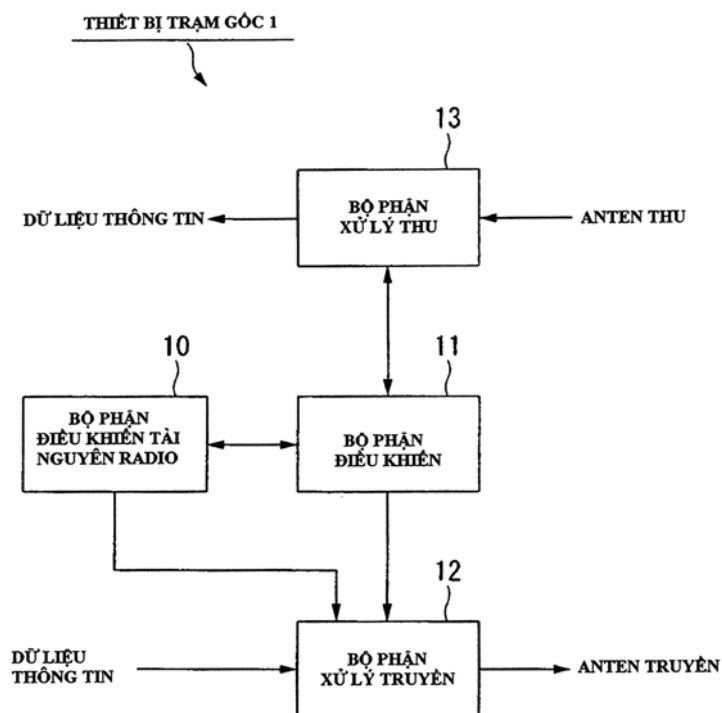 THIẾT BỊ TRẠM GỐC 1
13
BỘ PHẬN
XỬ LÝ THU
DỮ LIỆU THÔNG TIN
ANTEN THU
10
11
BỘ PHẬN
ĐIỀU KHIỂN TÀI
NGUYÊN RADIO
BỘ PHẬN
ĐIỀU KHIỂN
12
DỮ LIỆU
THÔNG TIN
BỘ PHẬN
XỬ LÝ TRUYỀN
ANTEN TRUYỀN